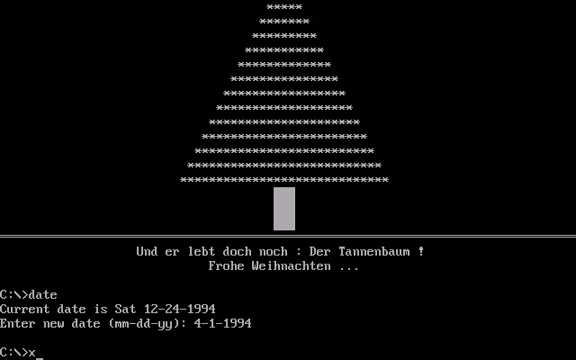 *****
*******
*********
***********
*************
***************
*****************
*******************
*********************
***********************
*************************
***************************
*****************************
Und er lebt doch noch : Der Tannenbaum !
Frohe Weihnachten ...
C:\>date
Current date is Sat 12-24-1994
Enter new date (mm-dd-yy): 4-1-1994
C:\>x_